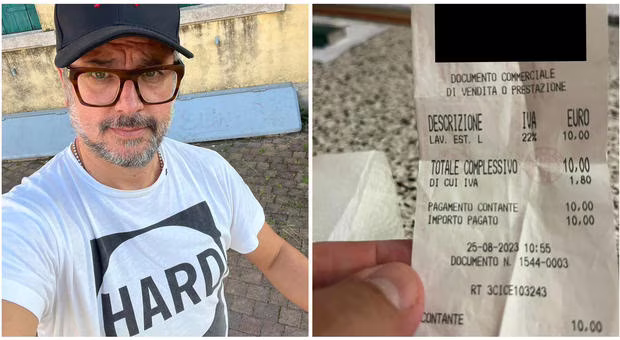 HARD
DOCUMENTO COMMERCIALE
DI VENDITA O PRESTAZIONE
DESCRIZIONE IVA EURO
LAV. EST. L 22% 10,00
TOTALE COMPLESSIVO 10,00
DI CUI IVA 1,80
PAGAMENTO CONTANTE 10,00
IMPORTO PAGATO 10,00
25-08-2023 10:55
DOCUMENTO N. 1544-0003
RT 3CICE103243
CONTANTE 10,00